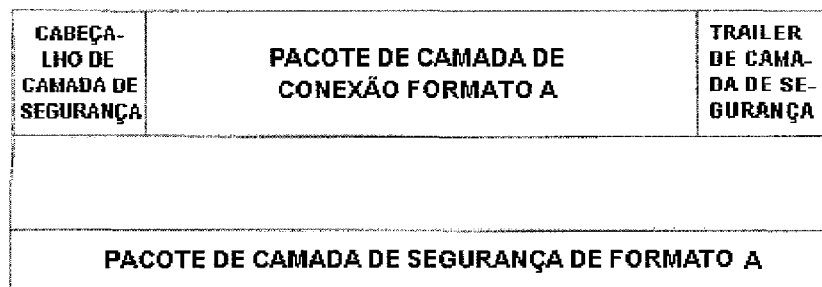 CABEÇA-
LHO DE
CAMADA DE
SEGURANÇA
PACOTE DE CAMADA DE
CONEXÃO FORMATO A
TRAILER
DE CAMA-
DA DE SE-
GURANÇA
PACOTE DE CAMADA DE SEGURANÇA DE FORMATO A